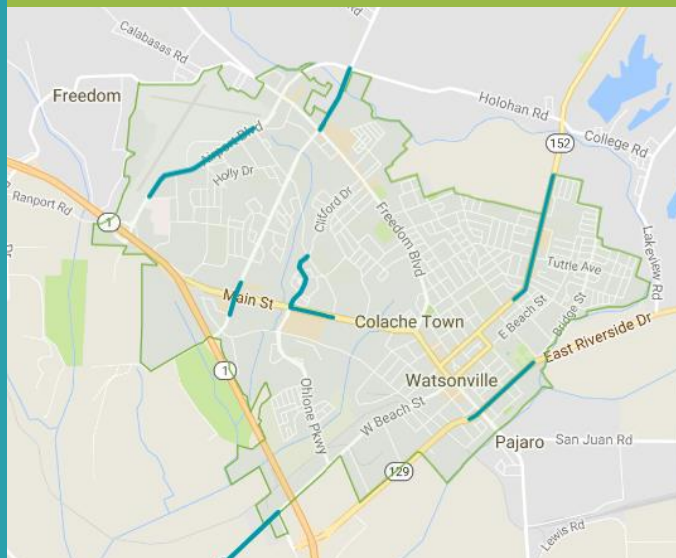 Rd
Calabasas Rd
Freedom
Holohan Rd
College Rd
152
Airport Blvd
Holly Dr
Ranport Rd
1
Clifford Dr
Freedom Blvd
Lakeview Rd
Tuttle Ave
Main St
E Beach St
Bridge St
Colache Town
East Riverside Dr
1
Watsonville
Ohlone Pkwy
W Beach St
Pajaro
San Juan Rd
129
Lewis Rd